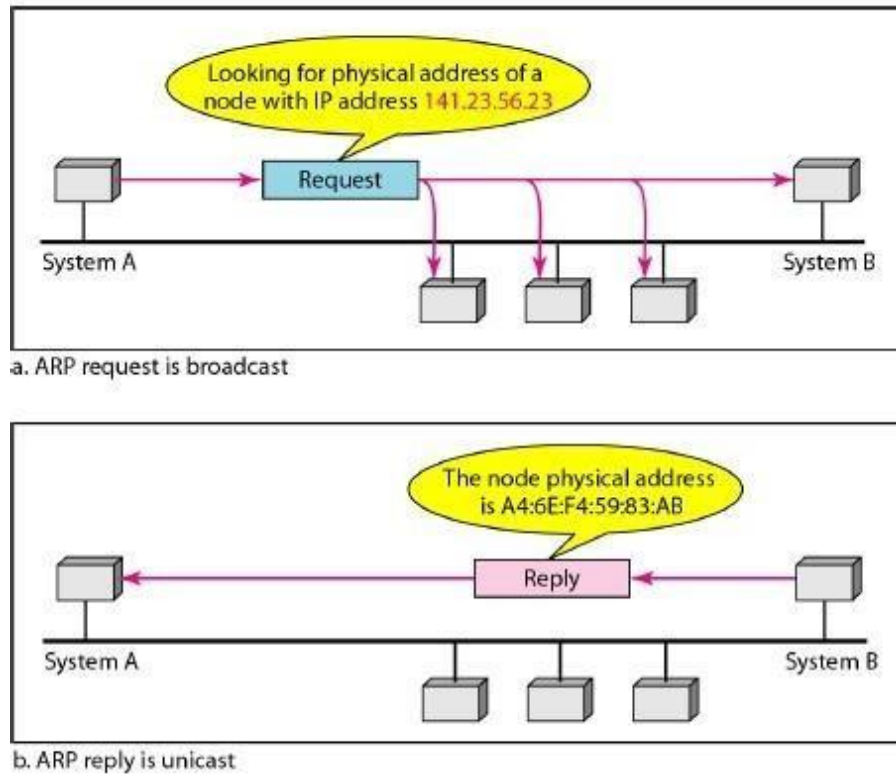 Looking for physical address of a
node with IP address 141.23.56.23
Request
System A
System B
a. ARP request is broadcast
The node physical address
is A4:6E:F4:59:83:AB
Reply
System A
System B
b. ARP reply is unicast